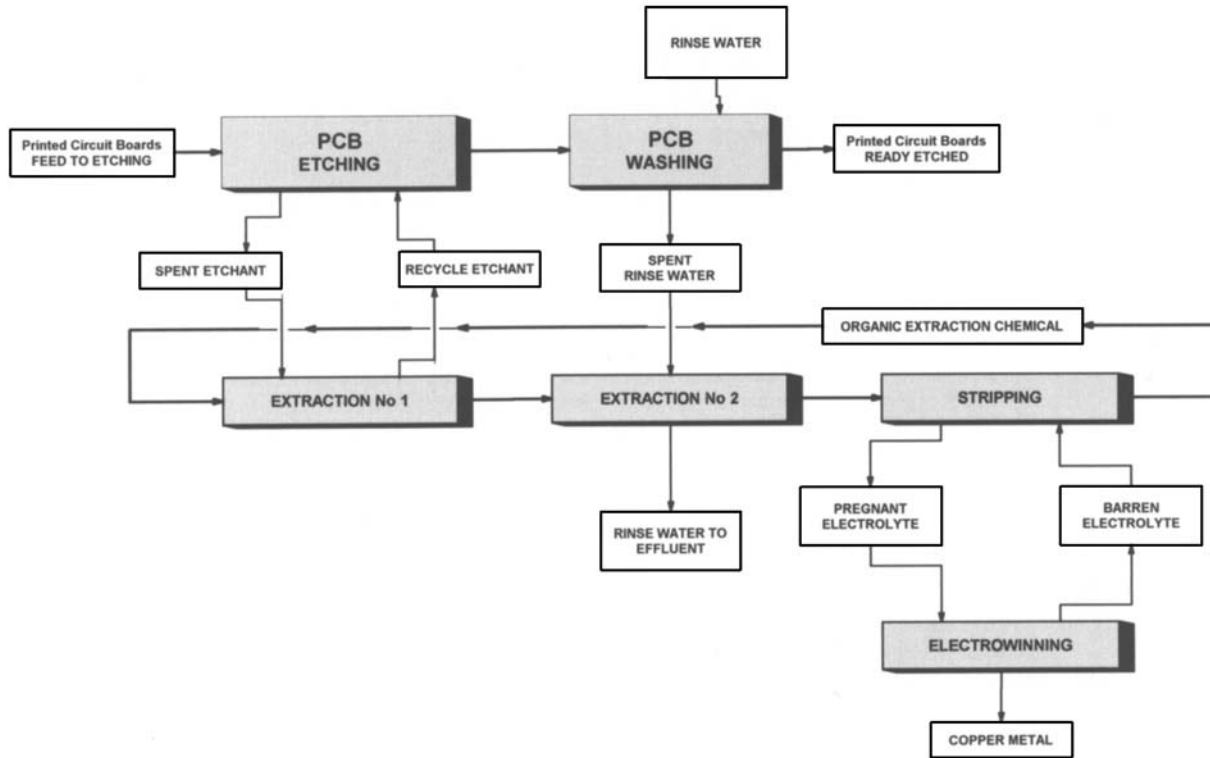 RINSE WATER
Printed Circuit Boards
FEED TO ETCHING
PCB
ETCHING
PCB
WASHING
Printed Circuit Boards
READY ETCHED
SPENT ETCHANT
RECYCLE ETCHANT
SPENT
RINSE WATER
ORGANIC EXTRACTION CHEMICAL
EXTRACTION No 1
EXTRACTION No 2
STRIPPING
PREGNANT
ELECTROLYTE
BARREN
ELECTROLYTE
RINSE WATER TO
EFFLUENT
ELECTROWINNING
COPPER METAL